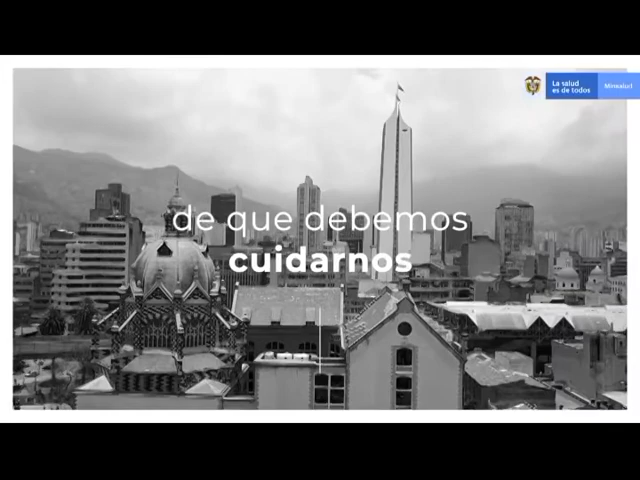 La salud
es de todos
Minsalud
de que debemos
cuidarnos